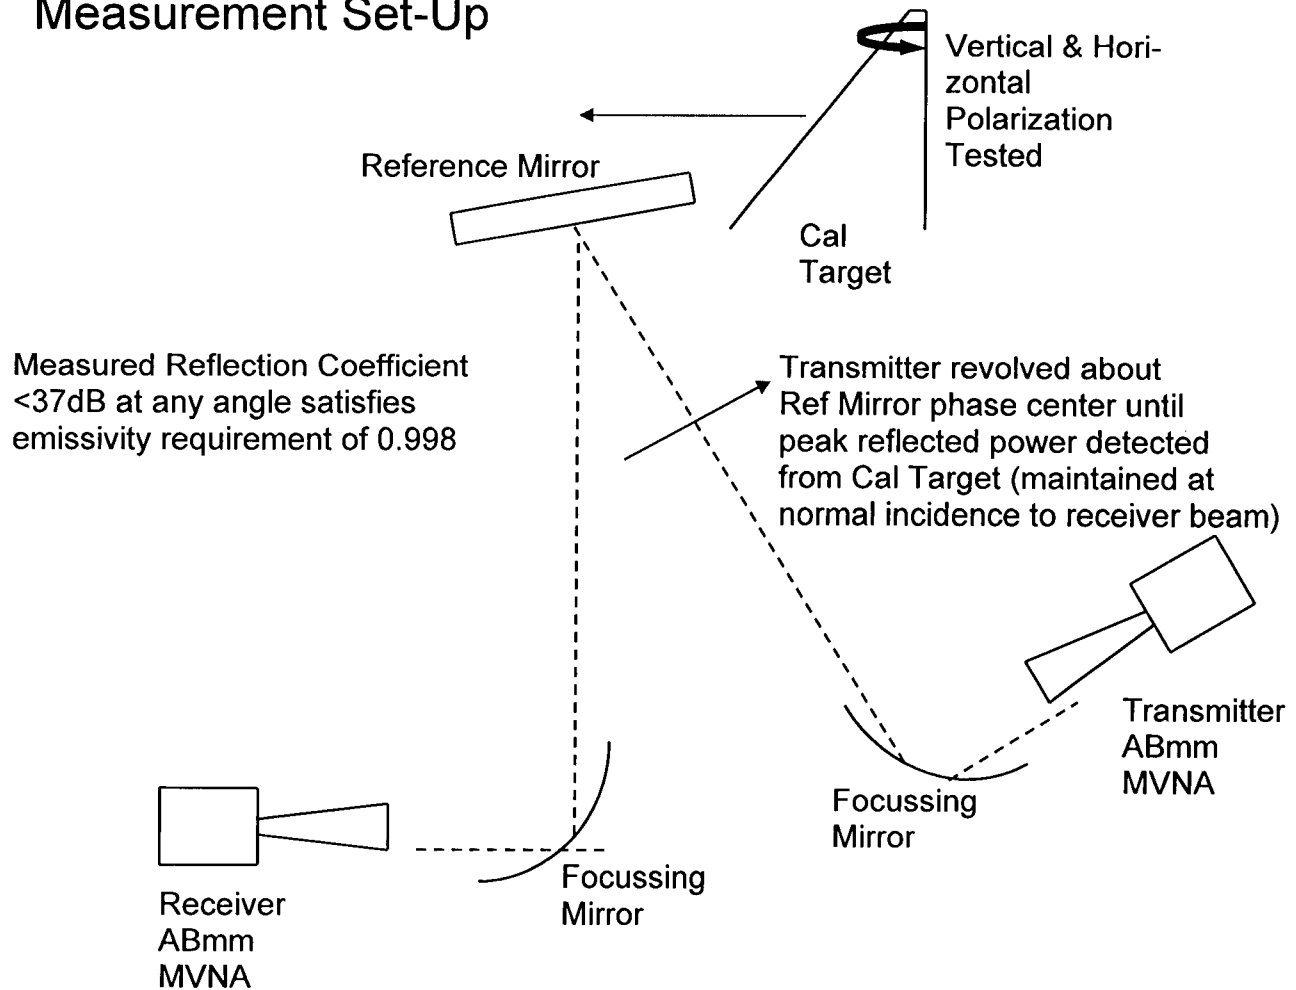 Measurement Set-Up
Vertical & Hori-
zontal
Polarization
Tested
Reference Mirror
Cal
Target
Measured Reflection Coefficient
<37dB at any angle satisfies
emissivity requirement of 0.998
Transmitter revolved about
Ref Mirror phase center until
peak reflected power detected
from Cal Target (maintained at
normal incidence to receiver beam)
Transmitter
ABmm
MVNA
Focussing
Mirror
Focussing
Mirror
Receiver
ABmm
MVNA